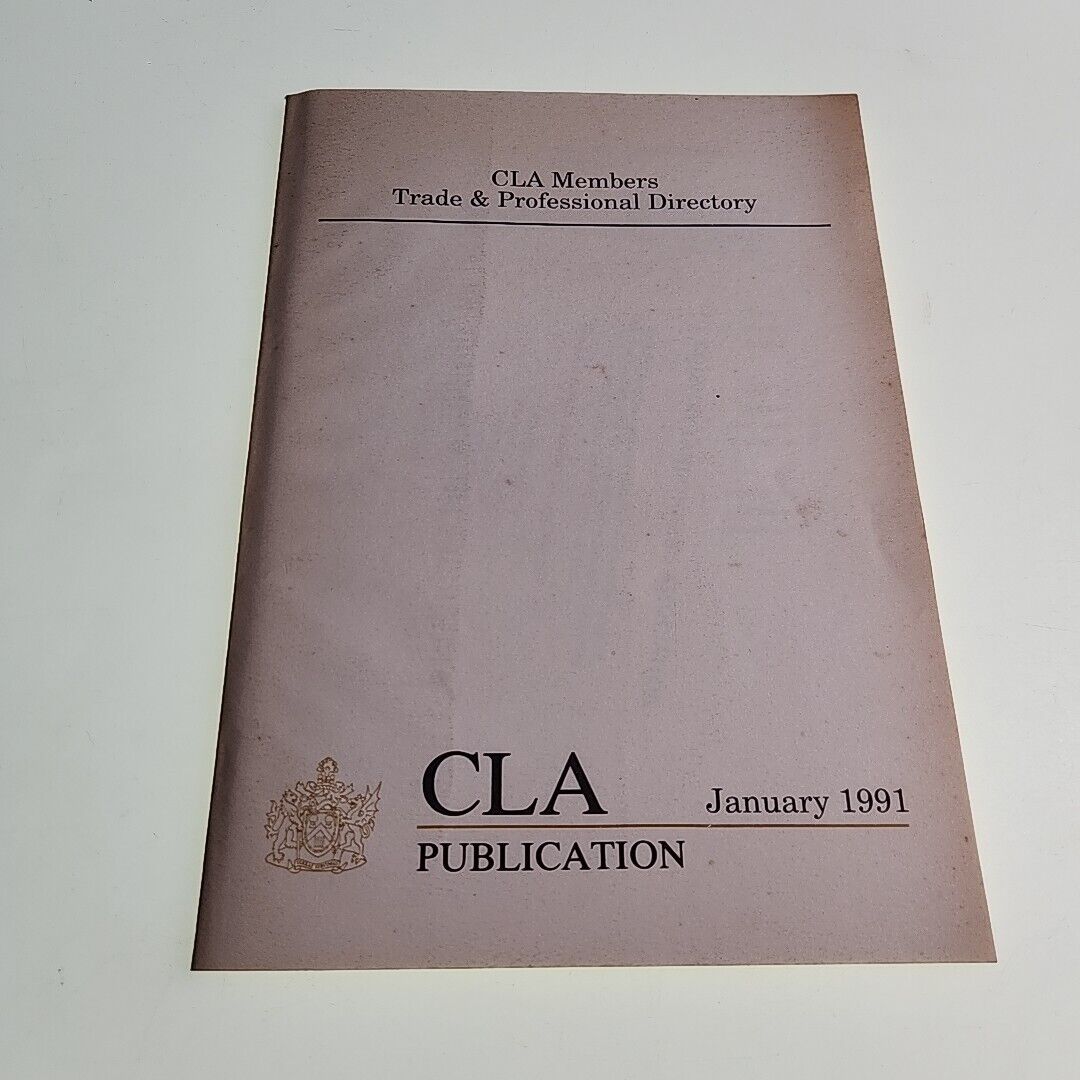 CLA Members
Trade & Professional Directory
CLA
January 1991
PUBLICATION